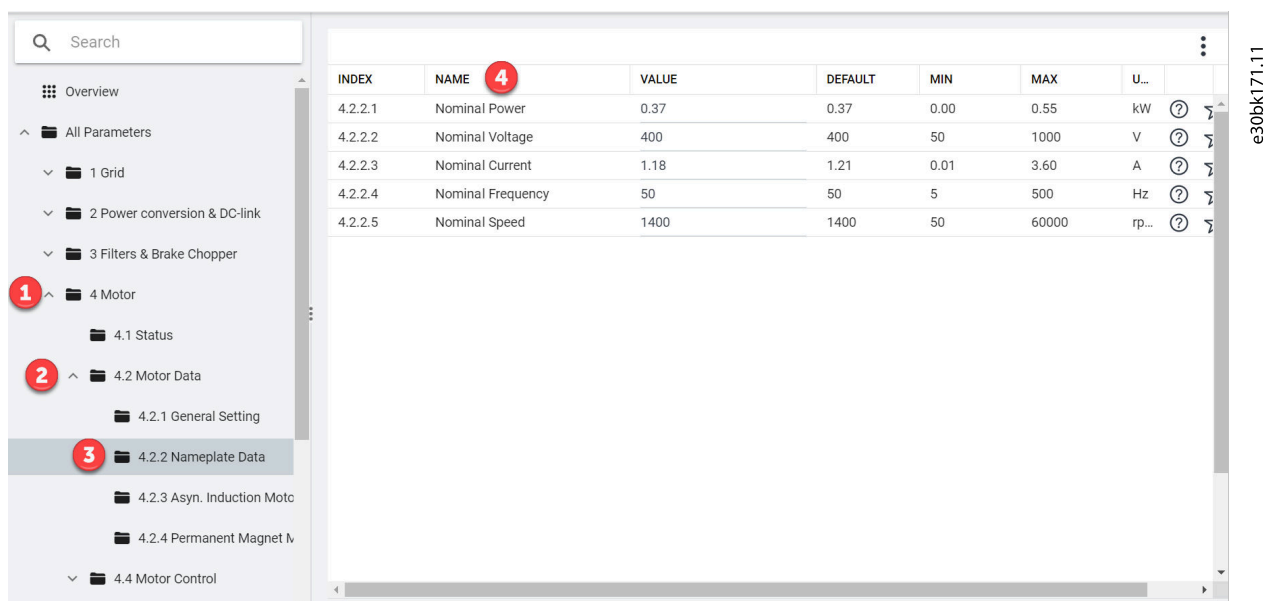 Search
Overview
All Parameters
1 Grid
2 Power conversion & DC-link
3 Filters & Brake Chopper
1 4 Motor
4.1 Status
2 4.2 Motor Data
4.2.1 General Setting
3 4.2.2 Nameplate Data
4.2.3 Asyn. Induction Moto
4.2.4 Permanent Magnet M
4.4 Motor Control
INDEX NAME 4 VALUE DEFAULT MIN MAX U...
4.2.2.1 Nominal Power 0.37 0.37 0.00 0.55 kW ?
4.2.2.2 Nominal Voltage 400 400 50 1000 V ?
4.2.2.3 Nominal Current 1.18 1.21 0.01 3.60 A ?
4.2.2.4 Nominal Frequency 50 50 5 500 Hz ?
4.2.2.5 Nominal Speed 1400 1400 50 60000 rp... ?
e30bk171.11